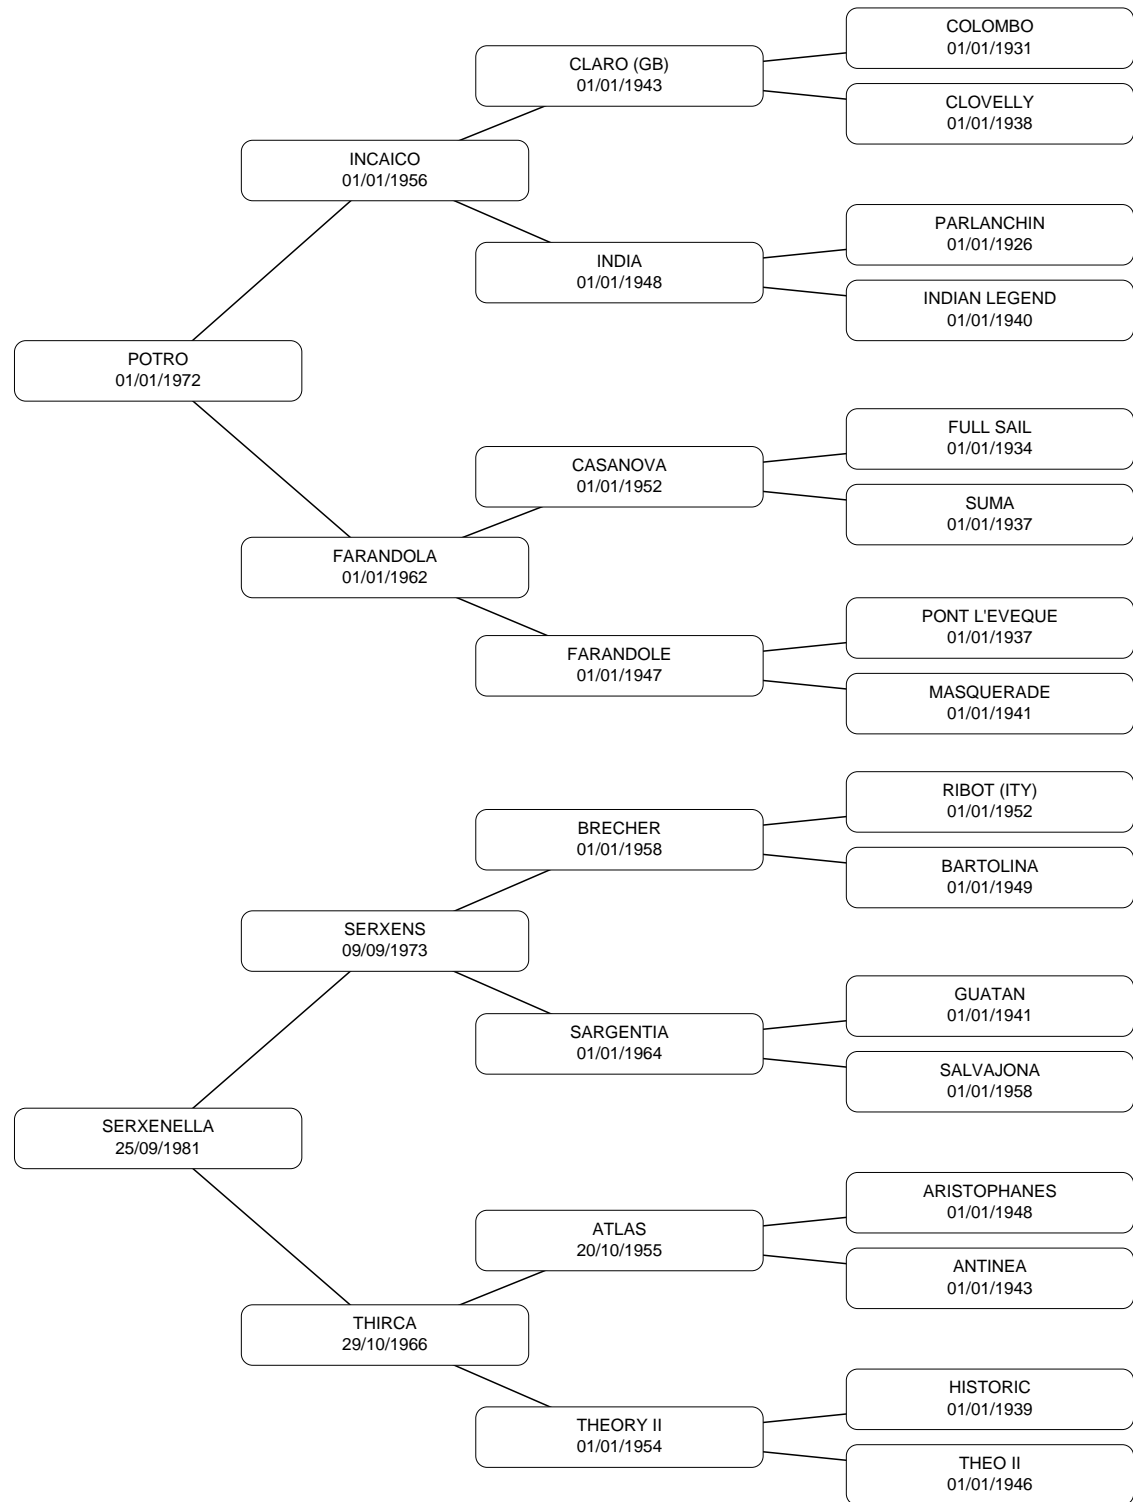 COLOMBO
01/01/1931
CLARO (GB)
01/01/1943
CLOVELLY
01/01/1938
INCAICO
01/01/1956
PARLANCHIN
01/01/1926
INDIA
01/01/1948
INDIAN LEGEND
01/01/1940
POTRO
01/01/1972
FULL SAIL
01/01/1934
CASANOVA
01/01/1952
SUMA
01/01/1937
FARANDOLA
01/01/1962
PONT L'EVEQUE
01/01/1937
FARANDOLE
01/01/1947
MASQUERADE
01/01/1941
RIBOT (ITY)
01/01/1952
BRECHER
01/01/1958
BARTOLINA
01/01/1949
SERXENS
09/09/1973
GUATAN
01/01/1941
SARGENTIA
01/01/1964
SALVAJONA
01/01/1958
SERXENELLA
25/09/1981
ARISTOPHANES
01/01/1948
ATLAS
20/10/1955
ANTINEA
01/01/1943
THIRCA
29/10/1966
HISTORIC
01/01/1939
THEORY II
01/01/1954
THEO II
01/01/1946